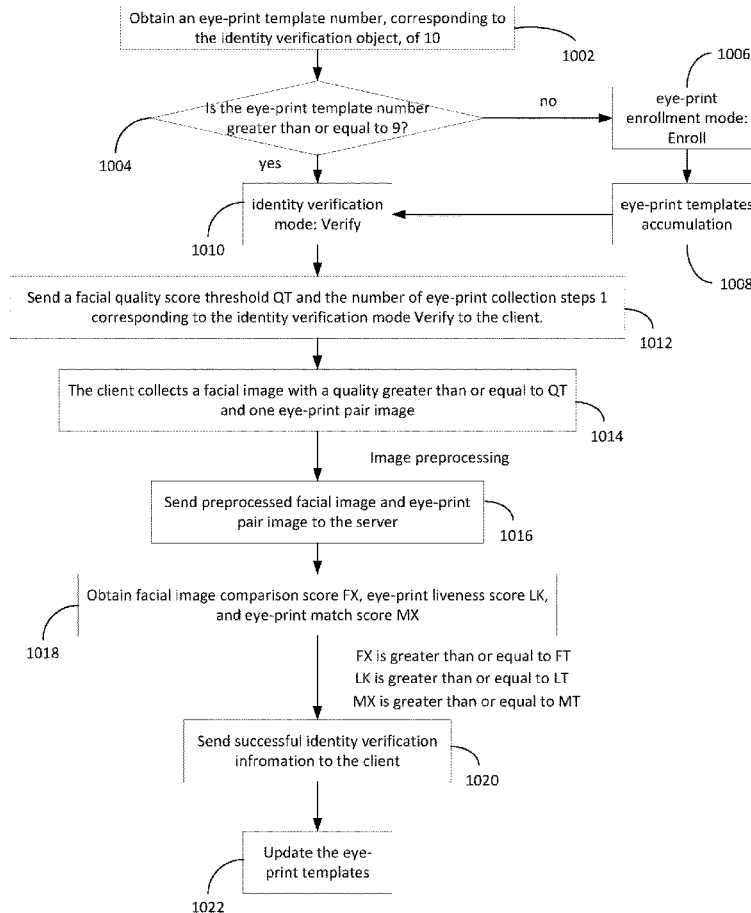 Obtain an eye-print template number, corresponding
to the identity verification object, of 10
1002
1006
Is the eye-print template number
greater than or equal to 9?
1004
no
eye-print
enrollment mode:
Enroll
yes
identity verification
mode: Verify
1010
eye-print templates
accumulation
1008
Send a facial quality score threshold QT and the number of eye-print collection steps 1
corresponding to the identity verification mode Verify to the client.
1012
The client collects a facial image with a quality greater than or equal to QT
and one eye-print pair image
1014
Image preprocessing
Send preprocessed facial image and eye-print
pair image to the server
1016
Obtain facial image comparison score FX, eye-print liveness score LK,
and eye-print match score MX
1018
FX is greater than or equal to FT
LK is greater than or equal to LT
MX is greater than or equal to MT
Send successful identity verification
infromation to the client
1020
Update the eye-
print templates
1022